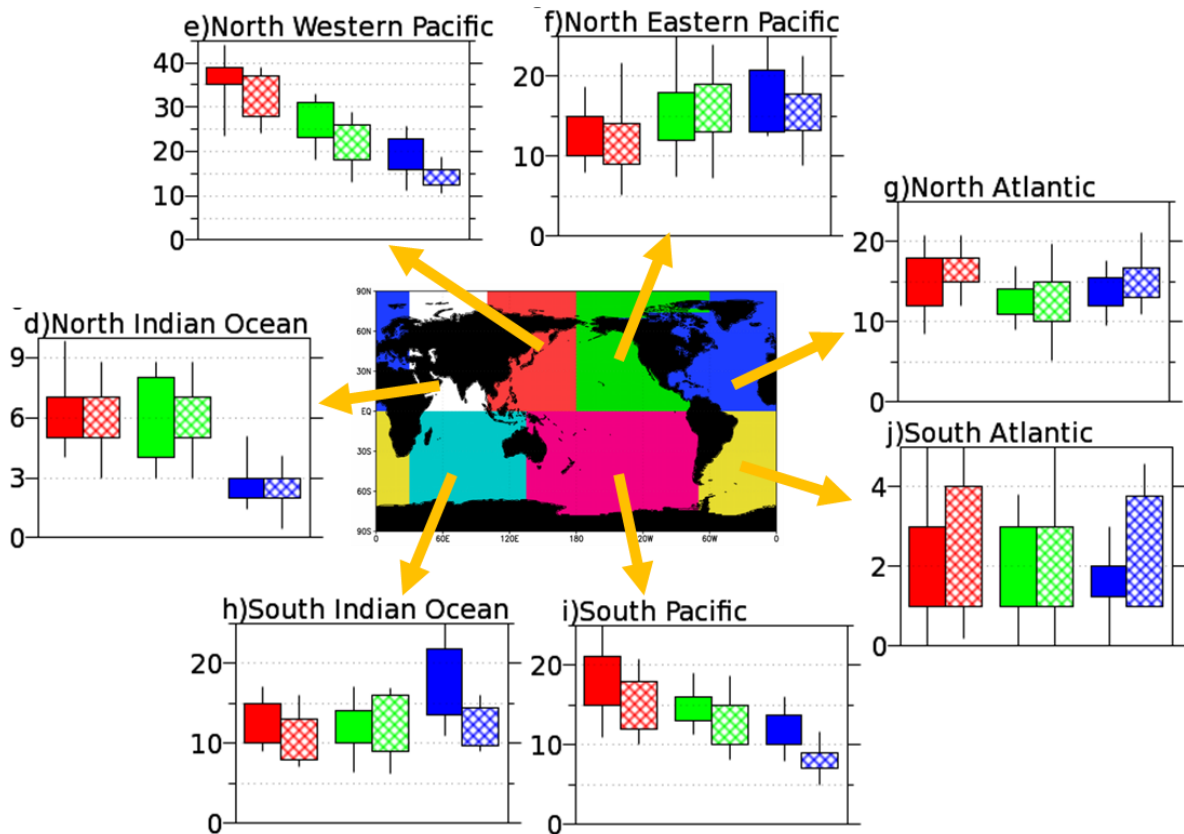 e)North Western Pacific
40
30
20
10
0
f)North Eastern Pacific
20
10
0
g)North Atlantic
20
10
0
d)North Indian Ocean
9
6
3
0
90N
60N
30N
EQ
30S
60S
90S
0
60E
120E
180
120W
60W
0
j)South Atlantic
4
2
0
h)South Indian Ocean
20
10
0
i)South Pacific
20
10
0